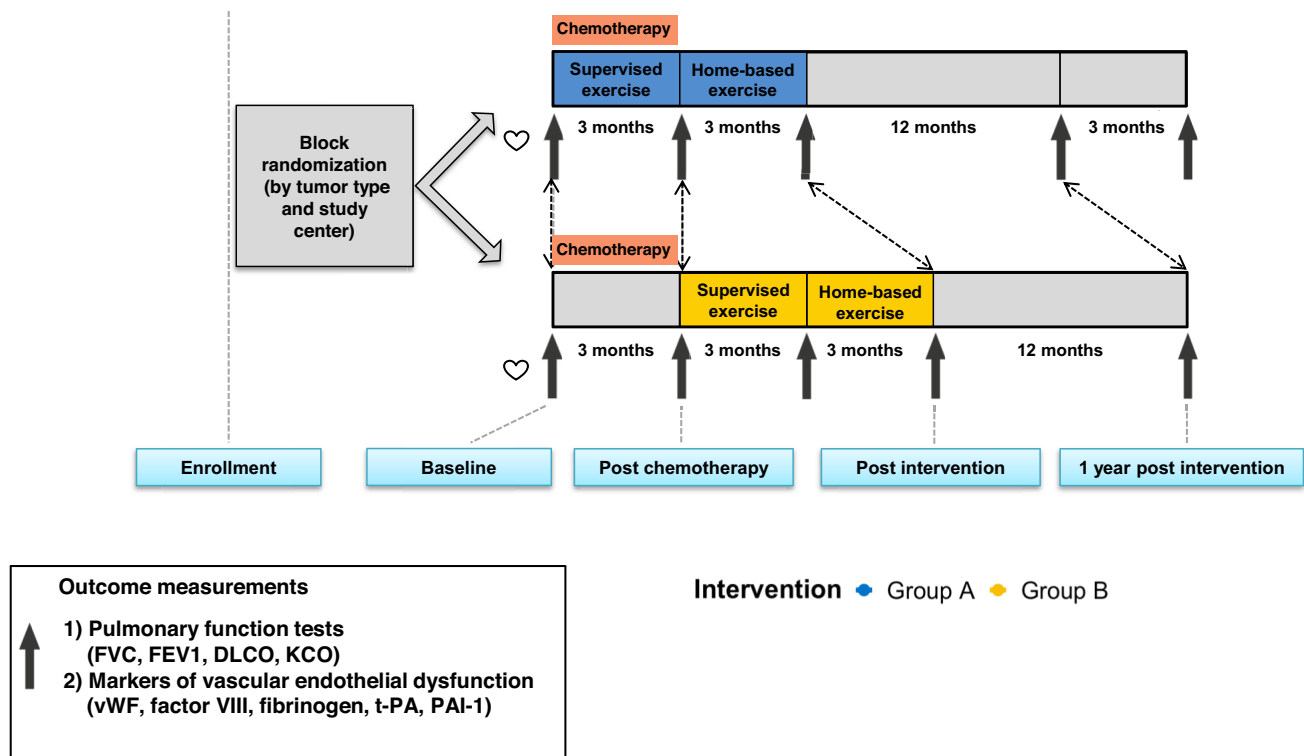 Chemotherapy
Supervised
exercise
Home-based
exercise
3 months
3 months
12 months
3 months
Block
randomization
(by tumor type
and study
center)
Chemotherapy
Supervised
exercise
Home-based
exercise
3 months
3 months
3 months
12 months
Enrollment
Baseline
Post chemotherapy
Post intervention
1 year post intervention
Outcome measurements
1) Pulmonary function tests
(FVC, FEV1, DLCO, KCO)
2) Markers of vascular endothelial dysfunction
(vWF, factor VIII, fibrinogen, t-PA, PAI-1)
Intervention Group A Group B